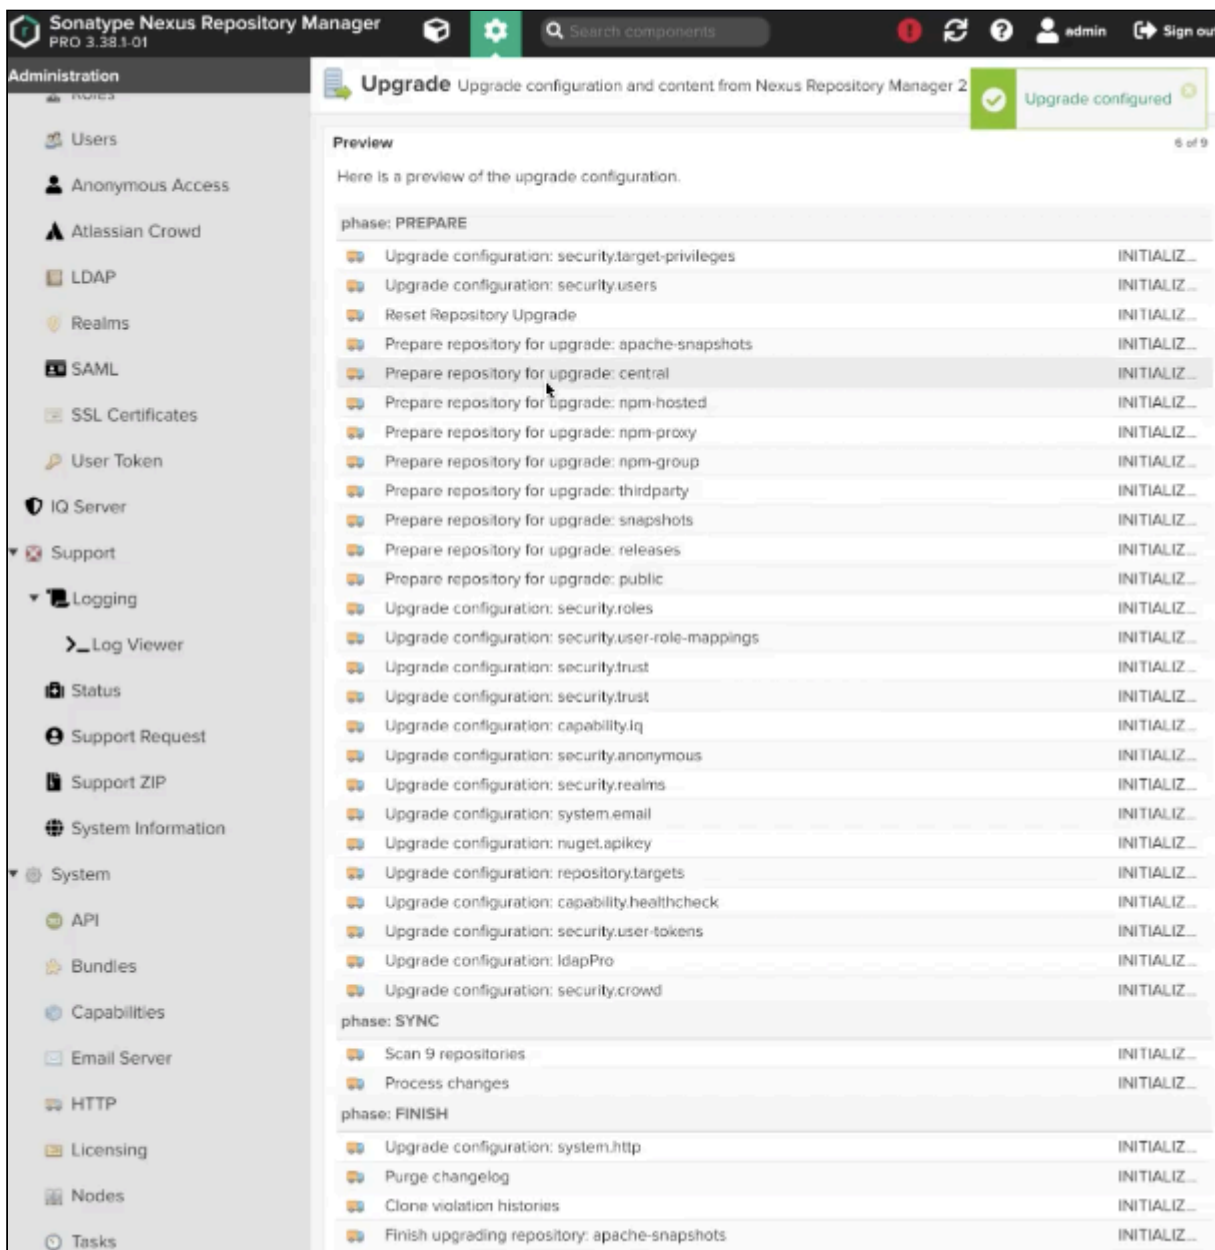 Sonatype Nexus Repository Manager
PRO 3.38.1-01
Search components
admin
Sign ou
Administration
Roles
Users
Anonymous Access
Atlassian Crowd
LDAP
Realms
SAML
SSL Certificates
User Token
IQ Server
Support
Logging
Log Viewer
Status
Support Request
Support ZIP
System Information
System
API
Bundles
Capabilities
Email Server
HTTP
Licensing
Nodes
Tasks
Upgrade Upgrade configuration and content from Nexus Repository Manager 2
Upgrade configured
Preview 6 of 9
Here is a preview of the upgrade configuration.
phase: PREPARE
Upgrade configuration: security.target-privileges INITIALIZ...
Upgrade configuration: security.users INITIALIZ...
Reset Repository Upgrade INITIALIZ...
Prepare repository for upgrade: apache-snapshots INITIALIZ...
Prepare repository for upgrade: central INITIALIZ...
Prepare repository for upgrade: npm-hosted INITIALIZ...
Prepare repository for upgrade: npm-proxy INITIALIZ...
Prepare repository for upgrade: npm-group INITIALIZ...
Prepare repository for upgrade: thirdparty INITIALIZ...
Prepare repository for upgrade: snapshots INITIALIZ...
Prepare repository for upgrade: releases INITIALIZ...
Prepare repository for upgrade: public INITIALIZ...
Upgrade configuration: security.roles INITIALIZ...
Upgrade configuration: security.user-role-mappings INITIALIZ...
Upgrade configuration: security.trust INITIALIZ...
Upgrade configuration: security.trust INITIALIZ...
Upgrade configuration: capability.iq INITIALIZ...
Upgrade configuration: security.anonymous INITIALIZ...
Upgrade configuration: security.realms INITIALIZ...
Upgrade configuration: system.email INITIALIZ...
Upgrade configuration: nuget.apikey INITIALIZ...
Upgrade configuration: repository.targets INITIALIZ...
Upgrade configuration: capability.healthcheck INITIALIZ...
Upgrade configuration: security.user-tokens INITIALIZ...
Upgrade configuration: ldapPro INITIALIZ...
Upgrade configuration: security.crowd INITIALIZ...
phase: SYNC
Scan 9 repositories INITIALIZ...
Process changes INITIALIZ...
phase: FINISH
Upgrade configuration: system.http INITIALIZ...
Purge changelog INITIALIZ...
Clone violation histories INITIALIZ...
Finish upgrading repository: apache-snapshots INITIALIZ...